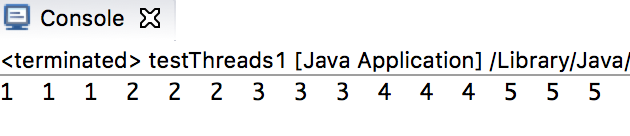 Console
<terminated> testThreads1 [Java Application] /Library/Java/
1 1 1 2 2 2 3 3 3 4 4 4 5 5 5